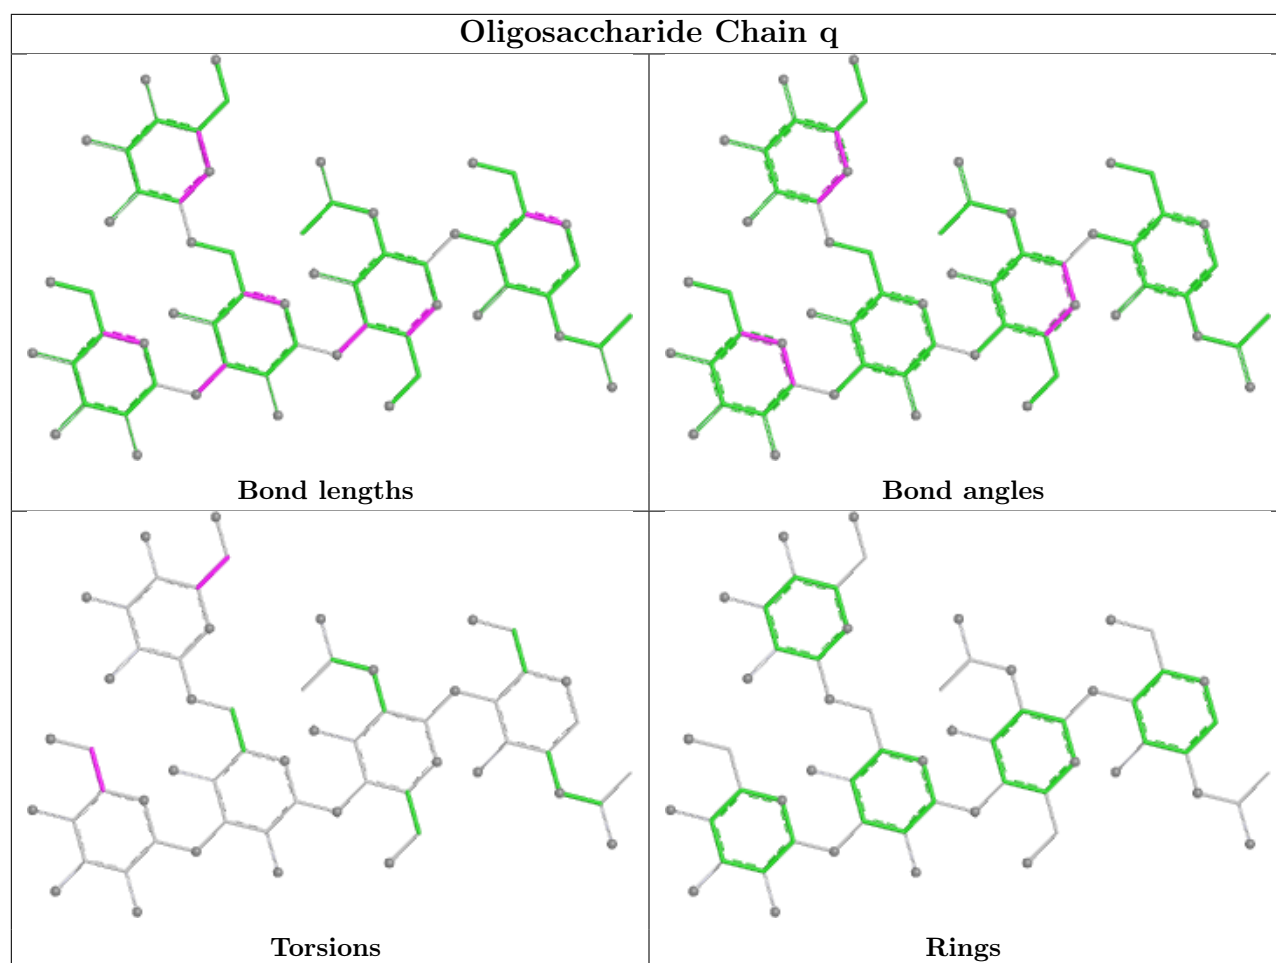 Oligosaccharide Chain q
Bond lengths
Bond angles
Torsions
Rings